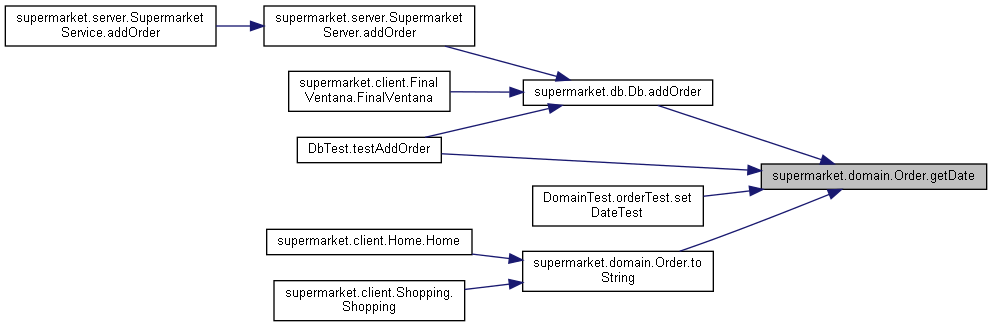 supermarket.server.Supermarket
Service.addOrder
supermarket.server.Supermarket
Server.addOrder
supermarket.client.Final
Ventana.FinalVentana
supermarket.db.Db.addOrder
DbTest.testAddOrder
supermarket.domain.Order.getDate
DomainTest.orderTest.set
DateTest
supermarket.client.Home.Home
supermarket.domain.Order.to
String
supermarket.client.Shopping.
Shopping